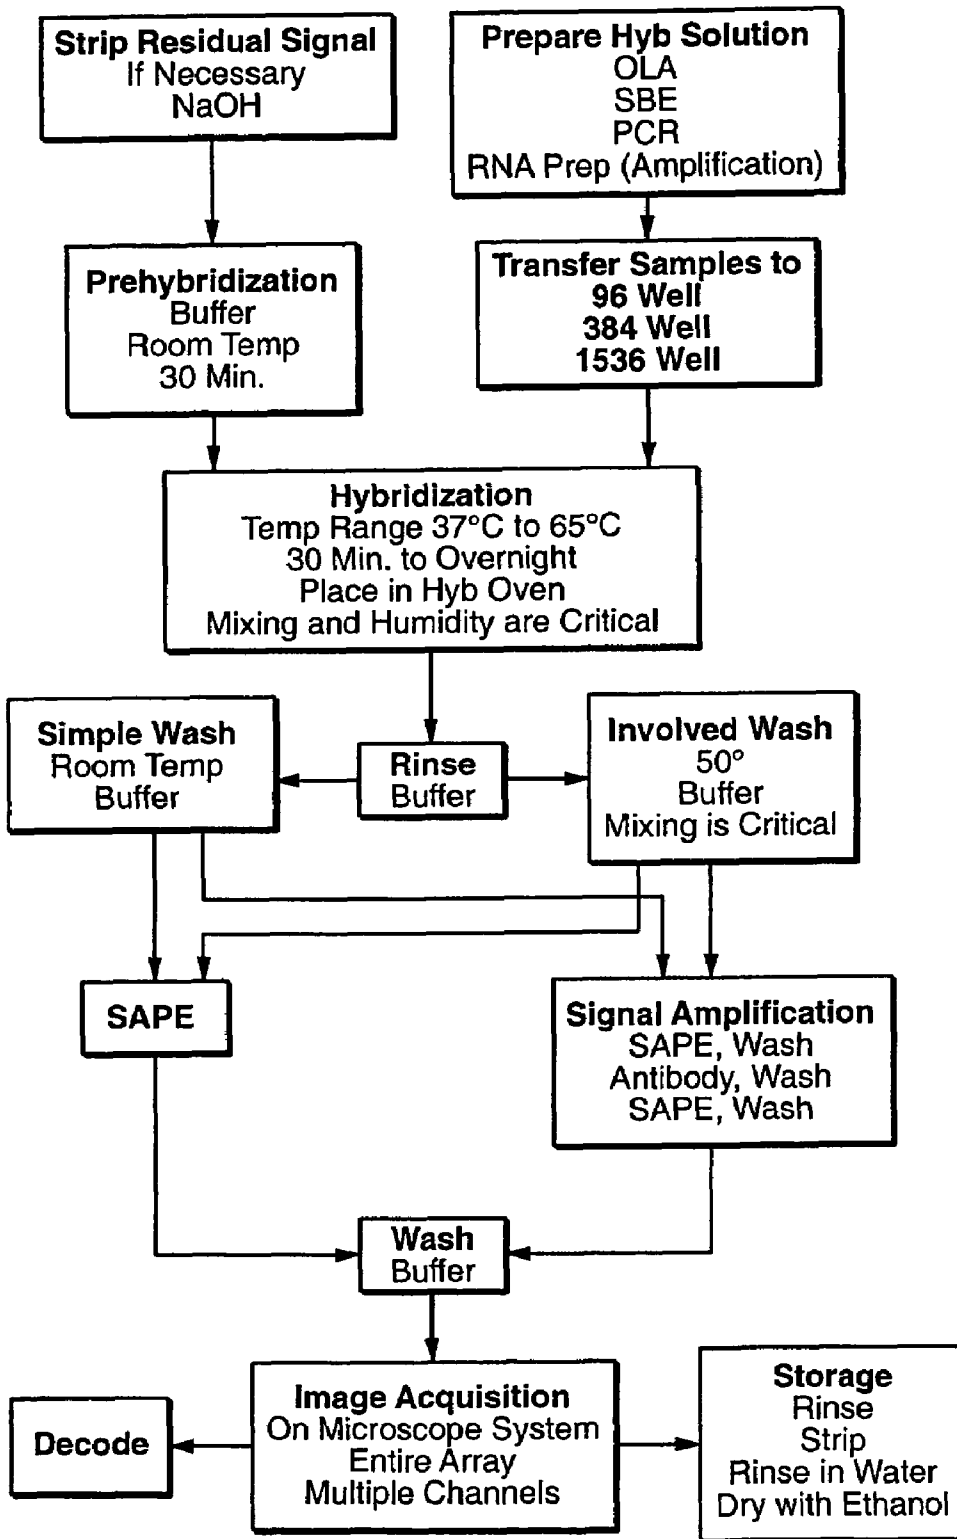 Strip Residual Signal
If Necessary
NaOH
Prepare Hyb Solution
OLA
SBE
PCR
RNA Prep (Amplification)
Prehybridization
Buffer
Room Temp
30 Min.
Transfer Samples to
96 Well
384 Well
1536 Well
Hybridization
Temp Range 37°C to 65°C
30 Min. to Overnight
Place in Hyb Oven
Mixing and Humidity are Critical
Simple Wash
Room Temp
Buffer
Rinse
Buffer
Involved Wash
50°
Buffer
Mixing is Critical
SAPE
Signal Amplification
SAPE, Wash
Antibody, Wash
SAPE, Wash
Wash
Buffer
Decode
Image Acquisition
On Microscope System
Entire Array
Multiple Channels
Storage
Rinse
Strip
Rinse in Water
Dry with Ethanol